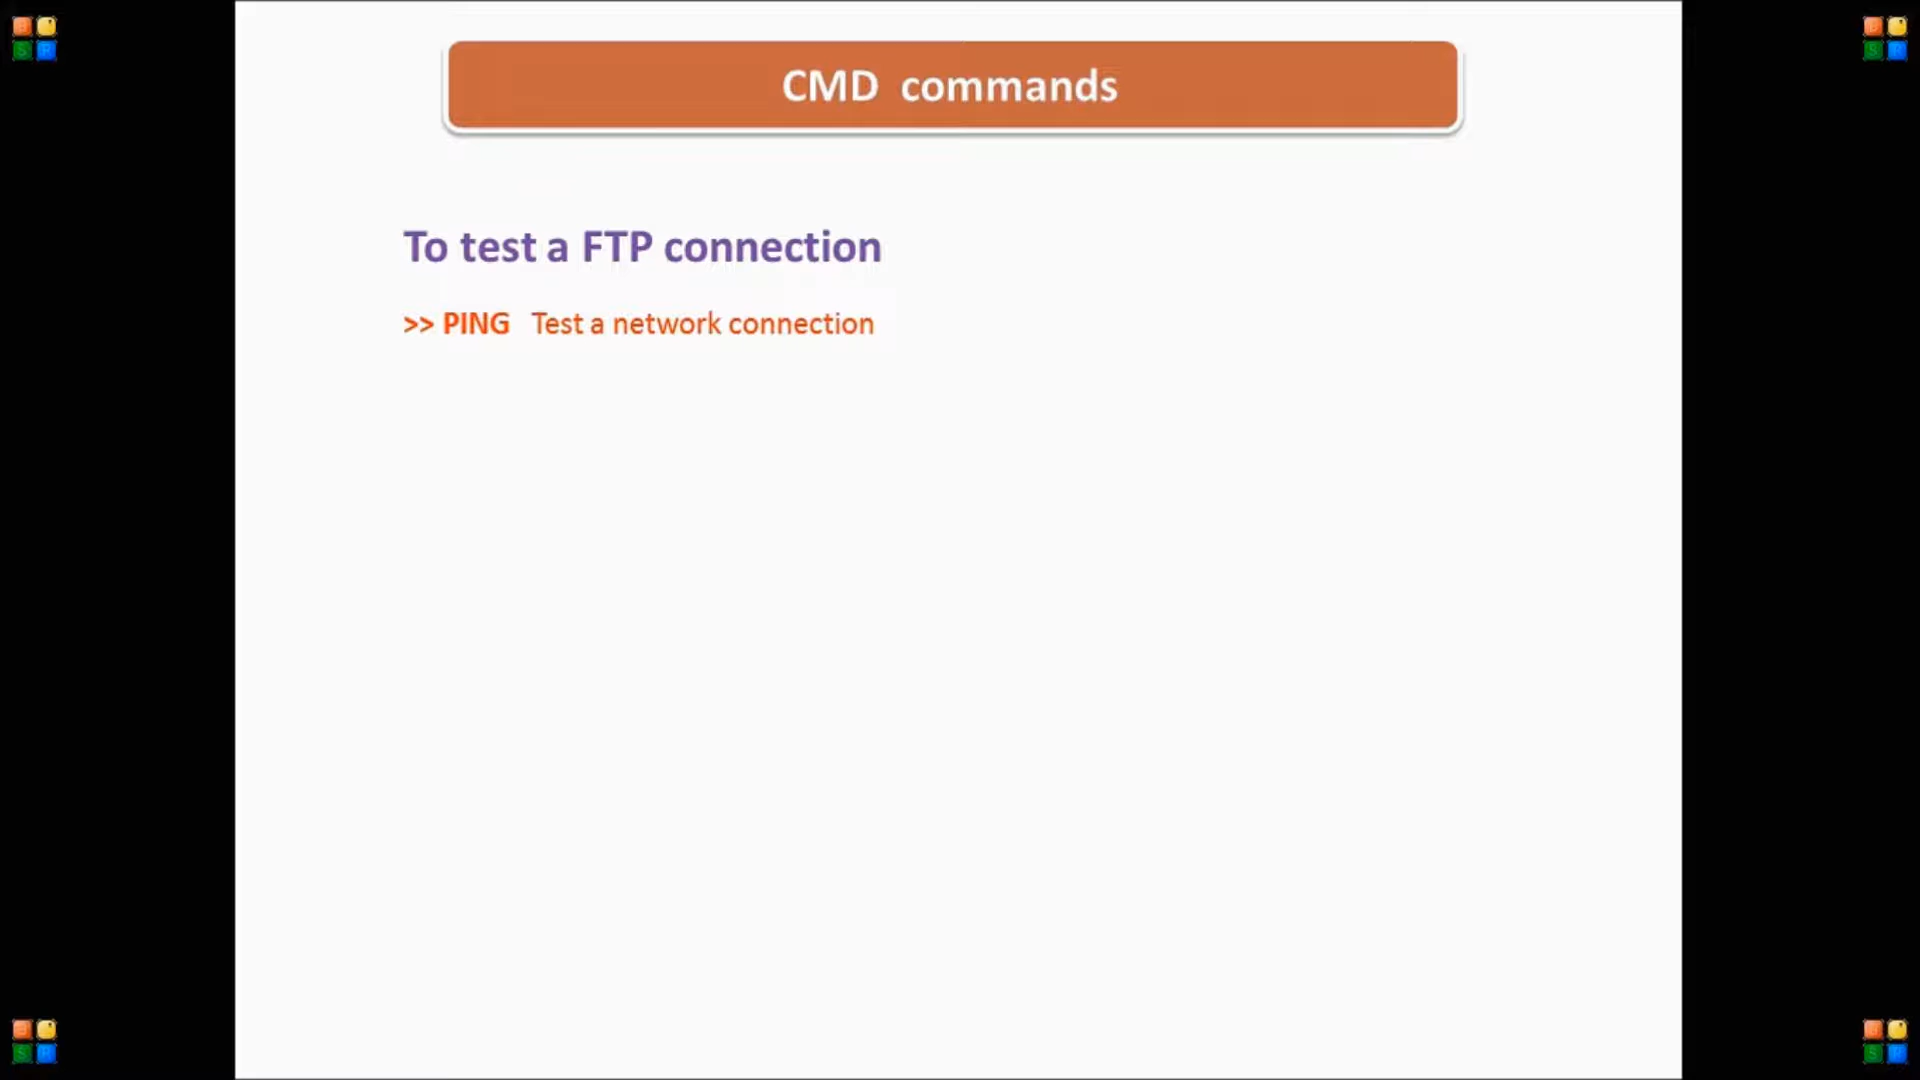 CMD commands
To test a FTP connection
>> PING Test a network connection